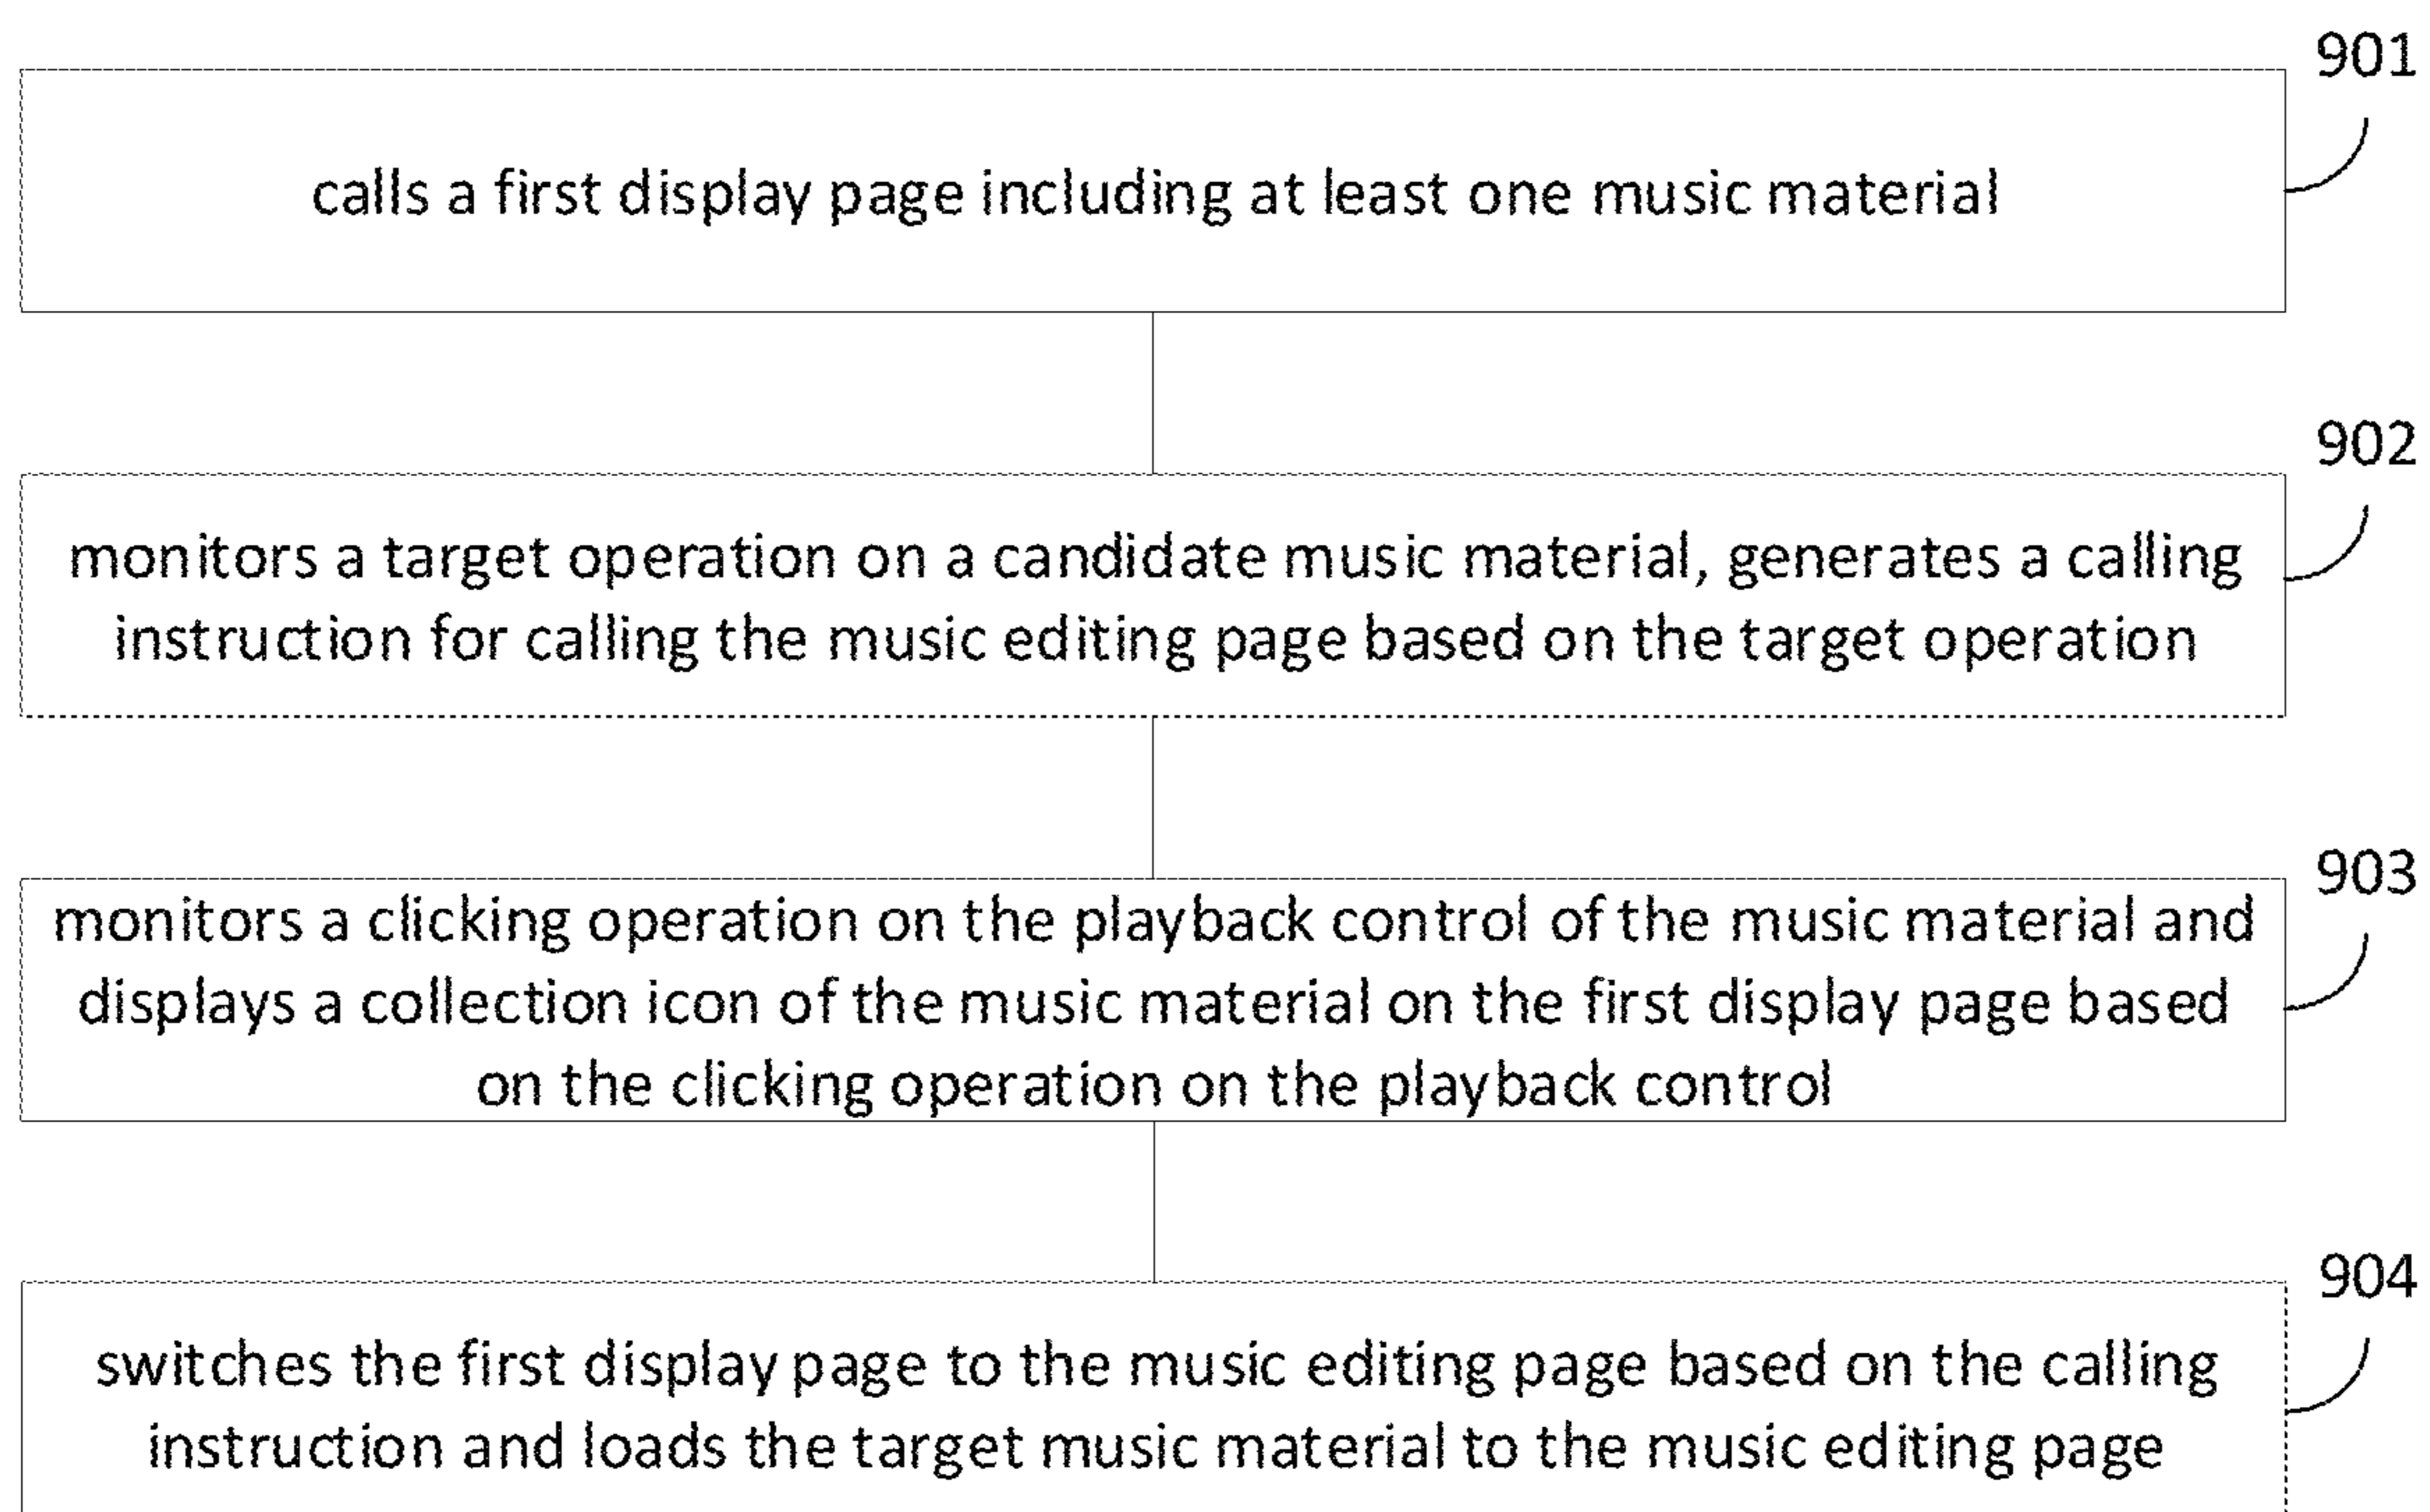 901
calls a first display page including at least one music material
902
monitors a target operation on a candidate music material, generates a calling
instruction for calling the music editing page based on the target operation
903
monitors a clicking operation on the playback control of the music material and
displays a collection icon of the music material on the first display page based
on the clicking operation on the playback control
904
switches the first display page to the music editing page based on the calling
instruction and loads the target music material to the music editing page